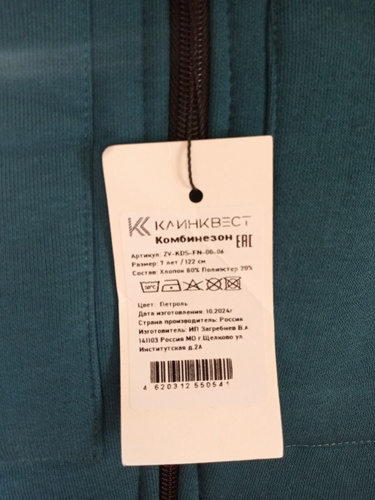 КЛИНКВЕСТ
Комбинезон EAC
Артикул: ZV-KDS-FN-00-06
Размер: 7 лет / 122 см
Состав: Хлопок 80% Полиэстер 20%
30°C
Цвет: Петроль
Дата изготовления: 10.2024г
Страна производитель: Россия
Изготовитель: ИП Загребнев В.А
141103 Россия МО г.Щелково ул.
Институтская д.2А
4 620312 550541